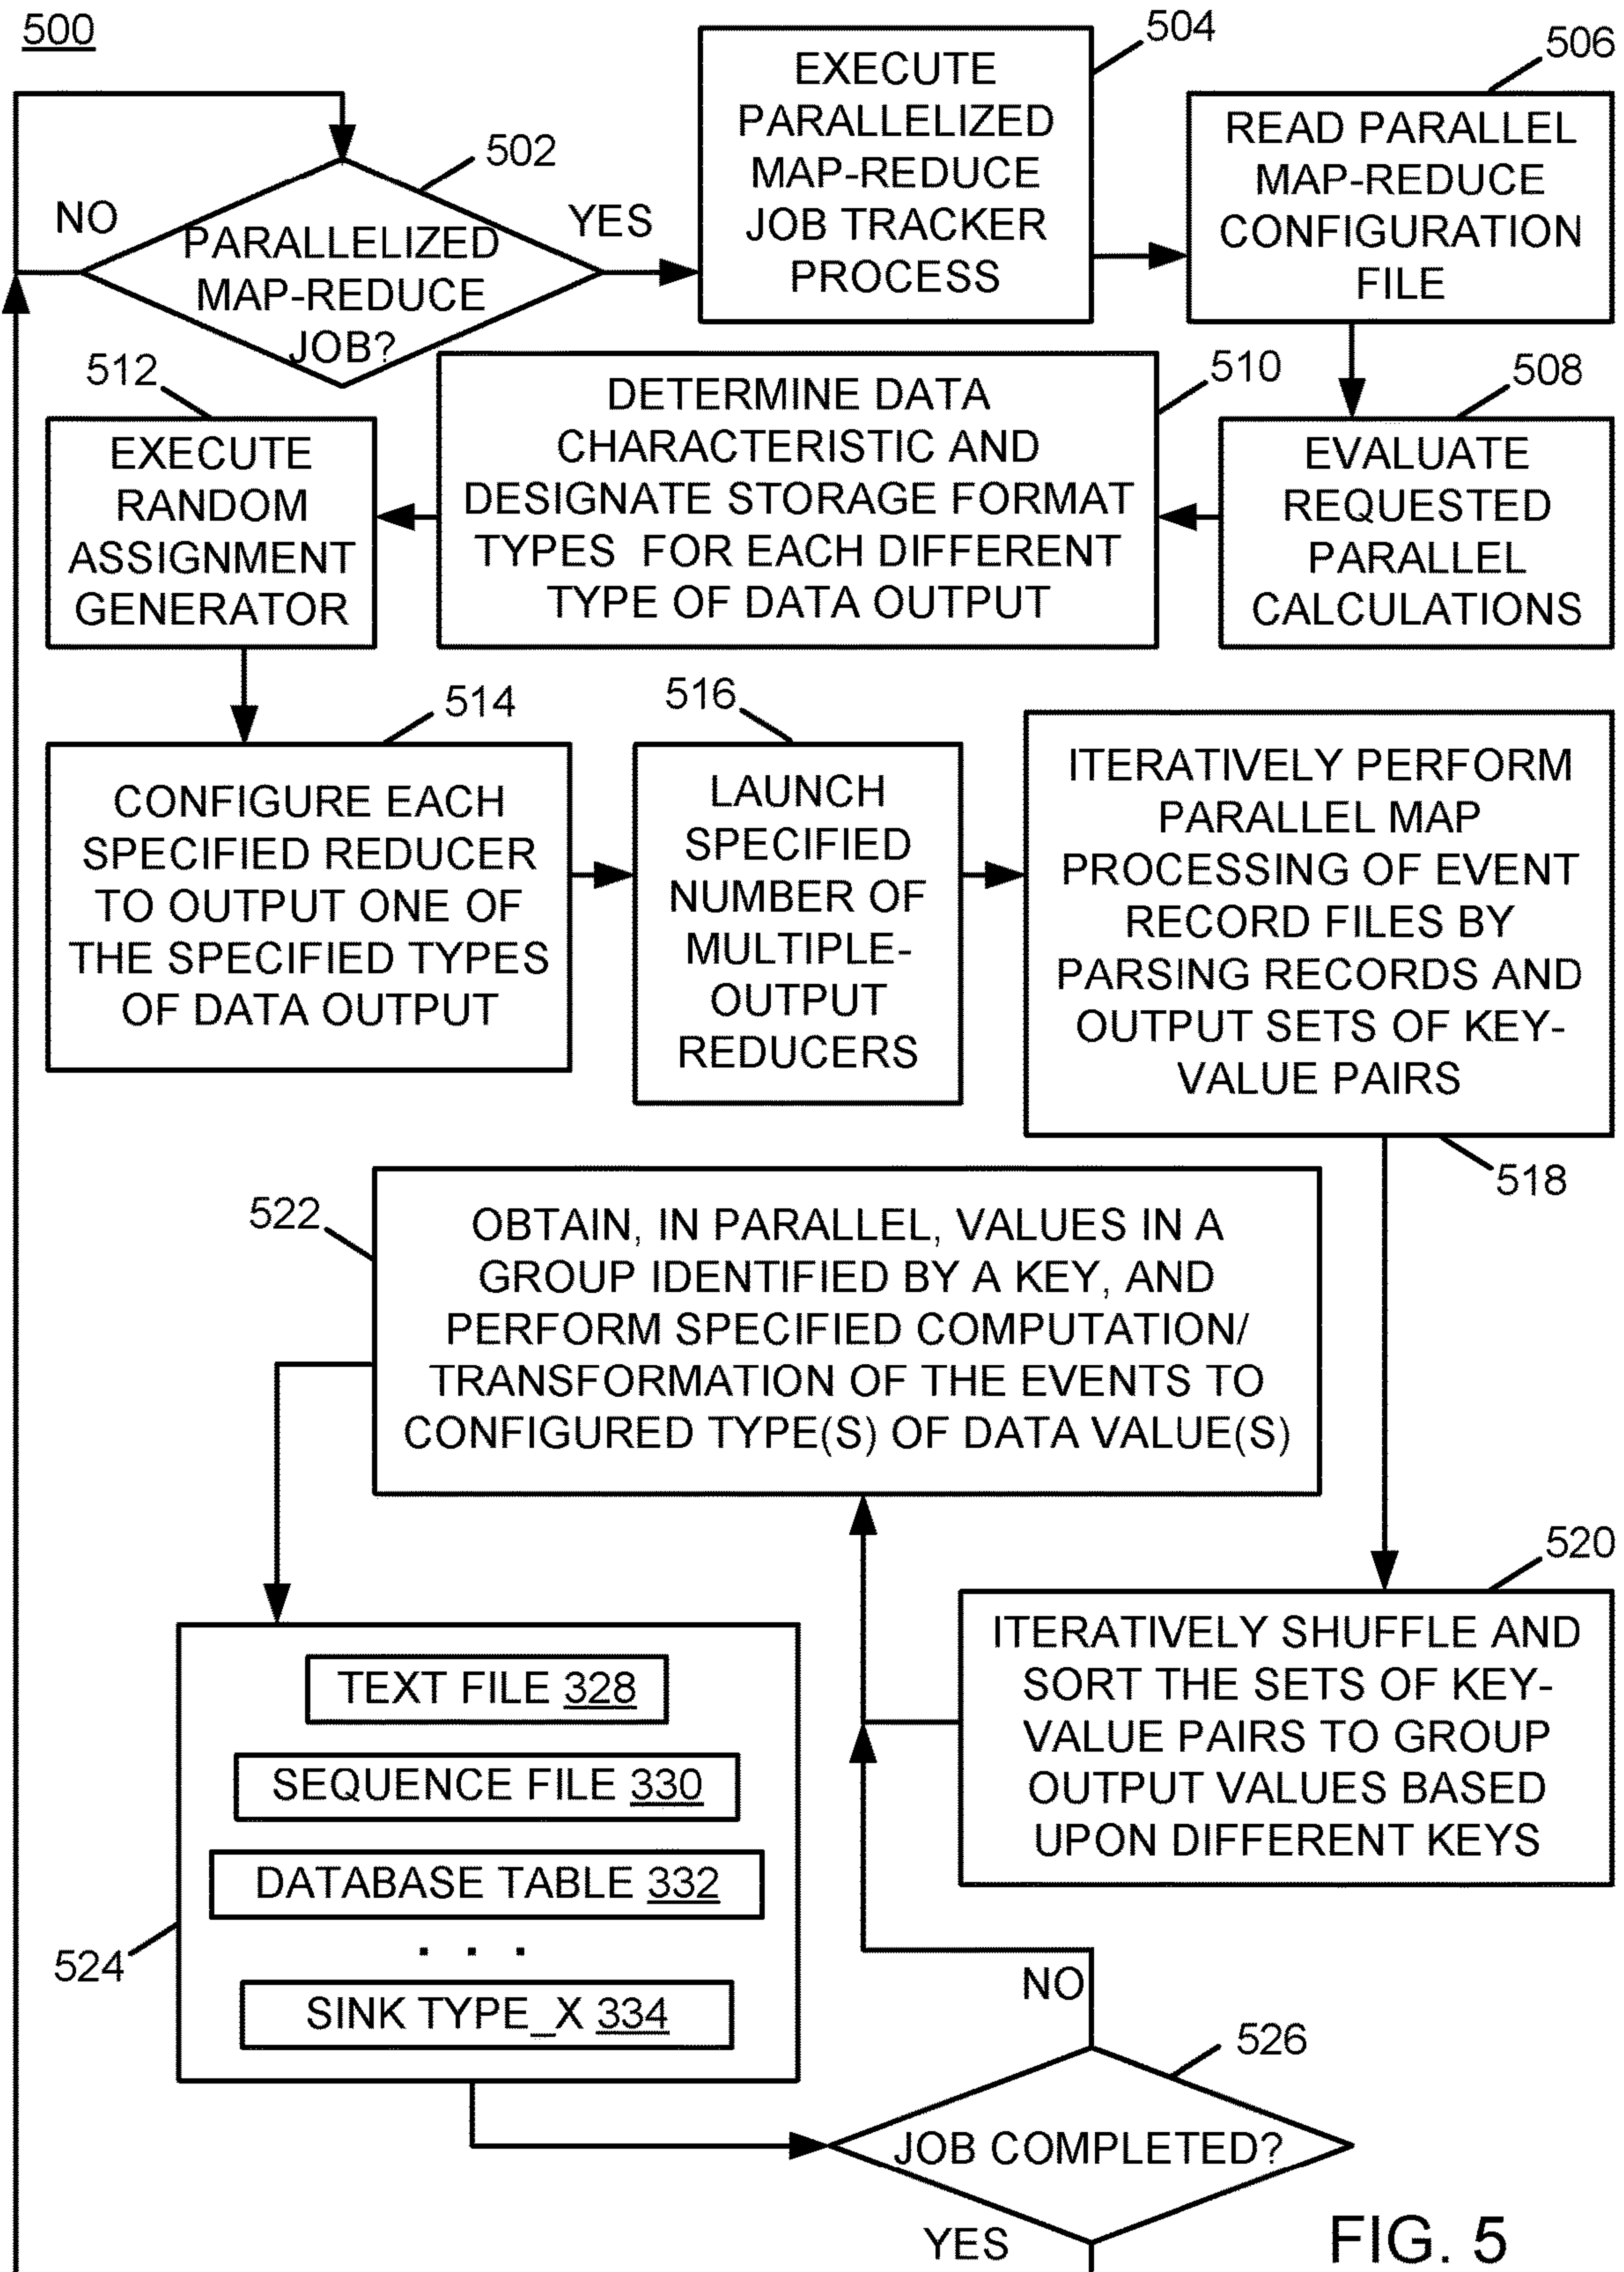 500
502
NO
YES
PARALLELIZED
MAP-REDUCE
JOB?
504
EXECUTE
PARALLELIZED
MAP-REDUCE
JOB TRACKER
PROCESS
506
READ PARALLEL
MAP-REDUCE
CONFIGURATION
FILE
508
EVALUATE
REQUESTED
PARALLEL
CALCULATIONS
510
DETERMINE DATA
CHARACTERISTIC AND
DESIGNATE STORAGE FORMAT
TYPES FOR EACH DIFFERENT
TYPE OF DATA OUTPUT
512
EXECUTE
RANDOM
ASSIGNMENT
GENERATOR
514
CONFIGURE EACH
SPECIFIED REDUCER
TO OUTPUT ONE OF
THE SPECIFIED TYPES
OF DATA OUTPUT
516
LAUNCH
SPECIFIED
NUMBER OF
MULTIPLE-
OUTPUT
REDUCERS
ITERATIVELY PERFORM
PARALLEL MAP
PROCESSING OF EVENT
RECORD FILES BY
PARSING RECORDS AND
OUTPUT SETS OF KEY-
VALUE PAIRS
518
520
ITERATIVELY SHUFFLE AND
SORT THE SETS OF KEY-
VALUE PAIRS TO GROUP
OUTPUT VALUES BASED
UPON DIFFERENT KEYS
522
OBTAIN, IN PARALLEL, VALUES IN A
GROUP IDENTIFIED BY A KEY, AND
PERFORM SPECIFIED COMPUTATION/
TRANSFORMATION OF THE EVENTS TO
CONFIGURED TYPE(S) OF DATA VALUE(S)
524
TEXT FILE 328
SEQUENCE FILE 330
DATABASE TABLE 332
. . .
SINK TYPE_X 334
526
NO
JOB COMPLETED?
YES
FIG. 5